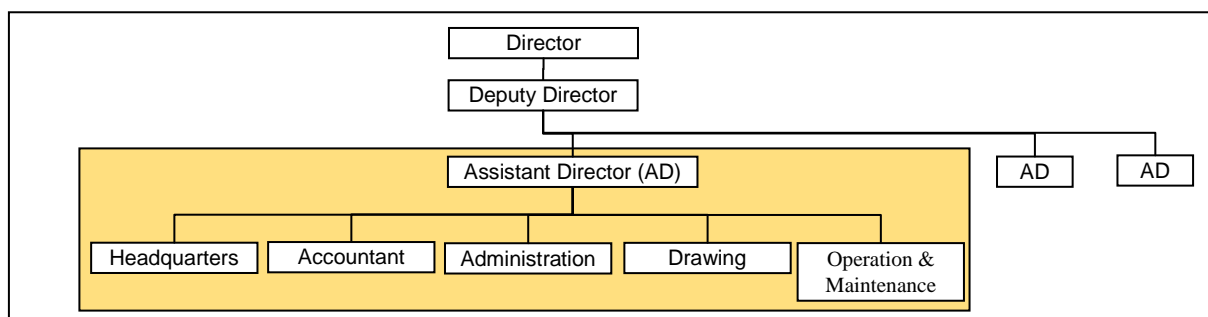 Director
Deputy Director
Assistant Director (AD)
AD
AD
Headquarters
Accountant
Administration
Drawing
Operation &
Maintenance